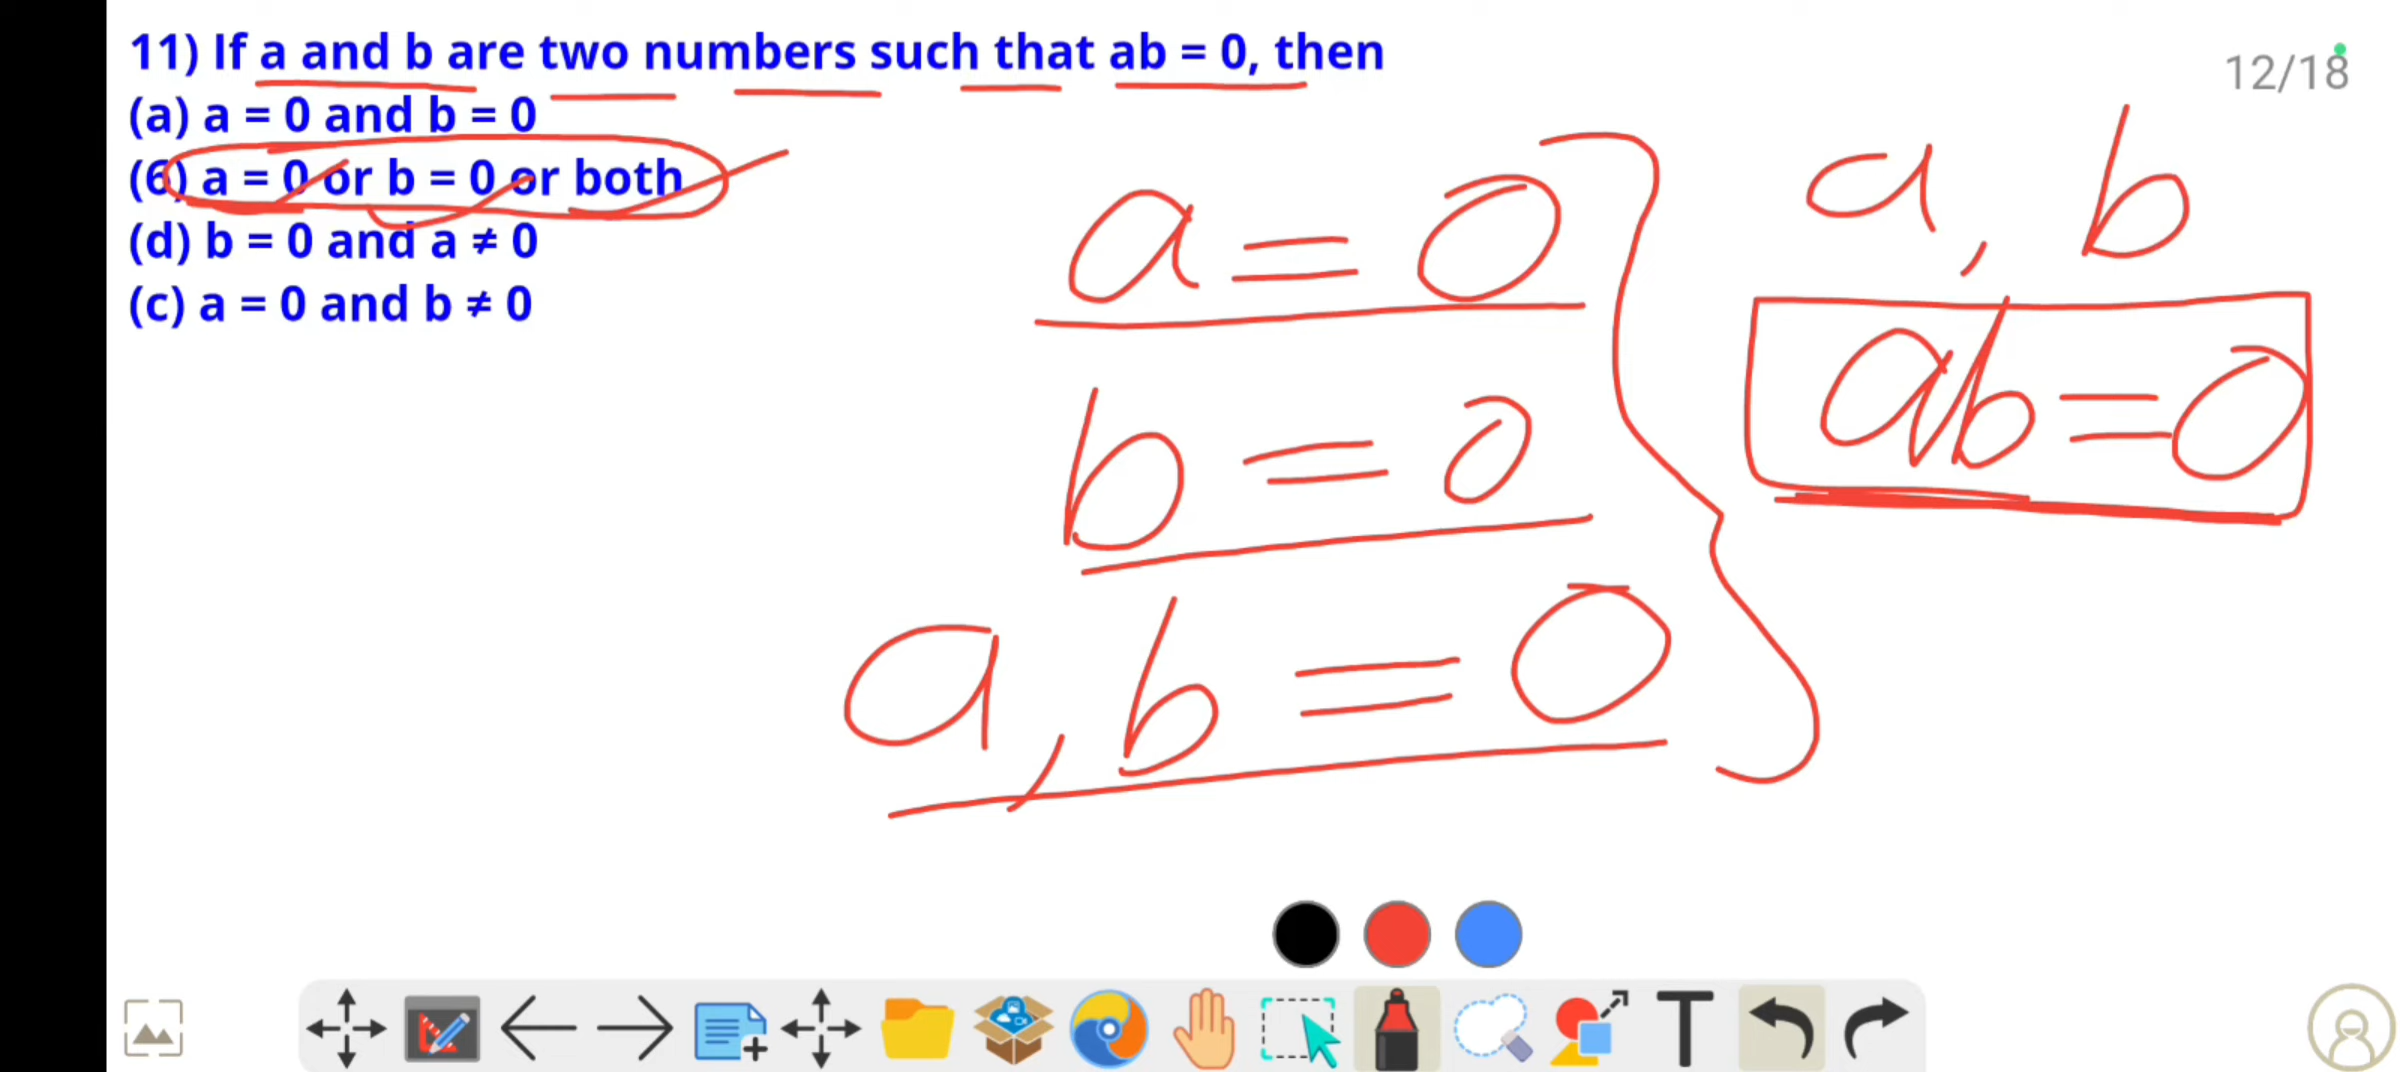 11) If a and b are two numbers such that ab = 0, then
(a) a = 0 and b = 0
(6) a = 0 or b = 0 or both
(d) b = 0 and a ≠ 0
(c) a = 0 and b ≠ 0
12/18
a = 0
b = 0
a, b = 0
a, b
ab = 0
T